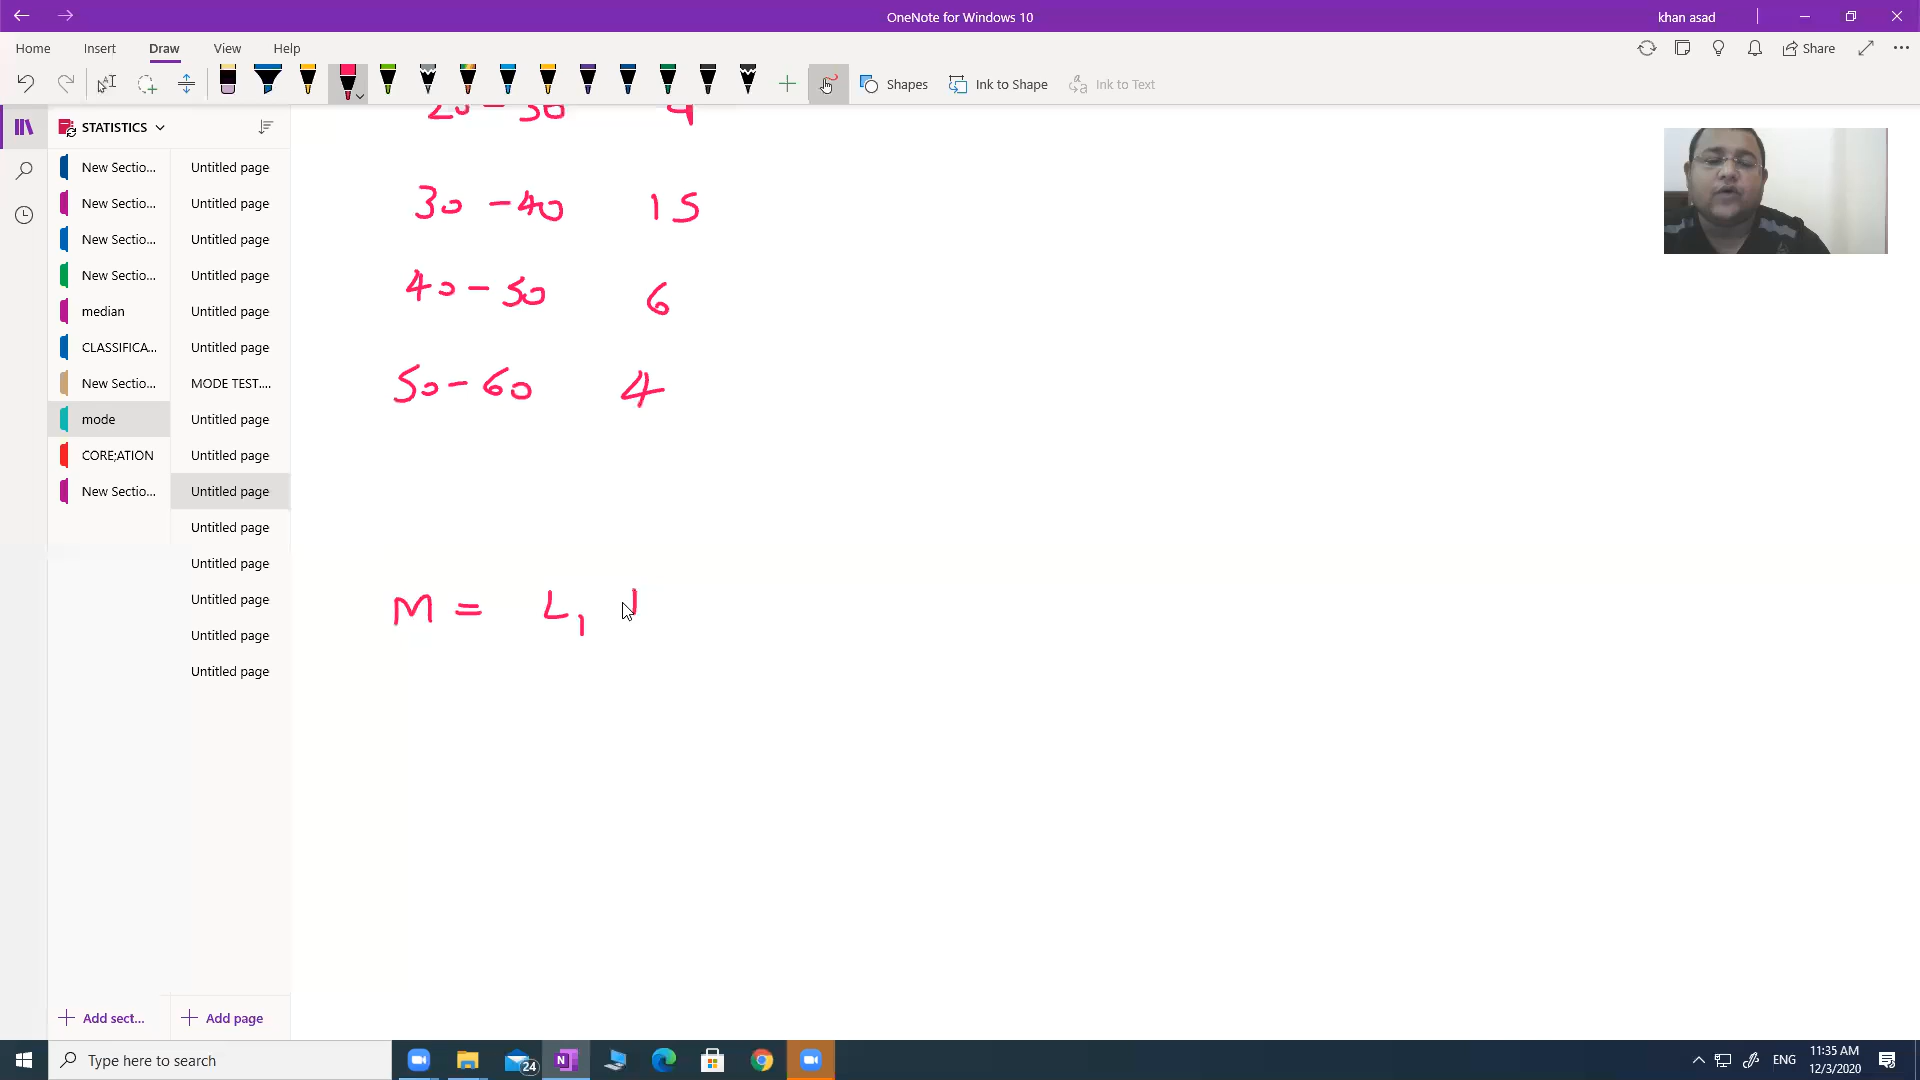 OneNote for Windows 10
khan asad
Home Insert Draw View Help
Share
Shapes
Ink to Shape
Ink to Text
STATISTICS
New Sectio...
New Sectio...
New Sectio...
New Sectio...
median
CLASSIFICA...
New Sectio...
mode
CORE;ATION
New Sectio...
Add sect...
Untitled page
Untitled page
Untitled page
Untitled page
Untitled page
Untitled page
MODE TEST....
Untitled page
Untitled page
Untitled page
Untitled page
Untitled page
Untitled page
Untitled page
Untitled page
Add page
20-30 4
30-40 15
40-50 6
50-60 4
M = L1
Type here to search
24
ENG
11:35 AM
12/3/2020